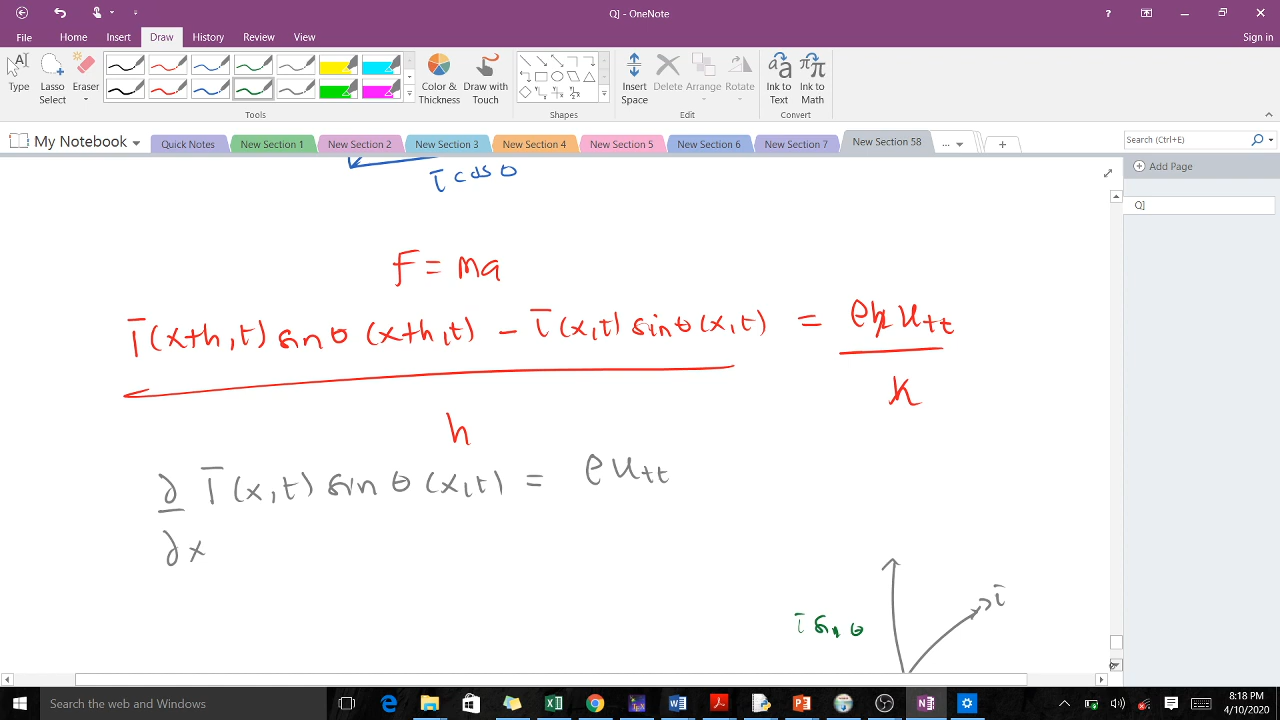 Q] - OneNote
File Home Insert Draw History Review View Sign in
Type Lasso Select Eraser Color & Thickness Draw with Touch Insert Space Delete Arrange Rotate Ink to Text Ink to Math
Tools Shapes Edit Convert
My Notebook Quick Notes New Section 1 New Section 2 New Section 3 New Section 4 New Section 5 New Section 6 New Section 7 New Section 58 ... Search (Ctrl+E)
Add Page
Q]
T cos θ
F = ma
T(x+h,t) sin θ (x+h,t) - T(x,t) sin θ (x,t) = ρh u_tt
h h
∂ T(x,t) sin θ (x,t) = ρ u_tt
∂x
T
T sin θ
Search the web and Windows
8:18 PM
4/10/2020